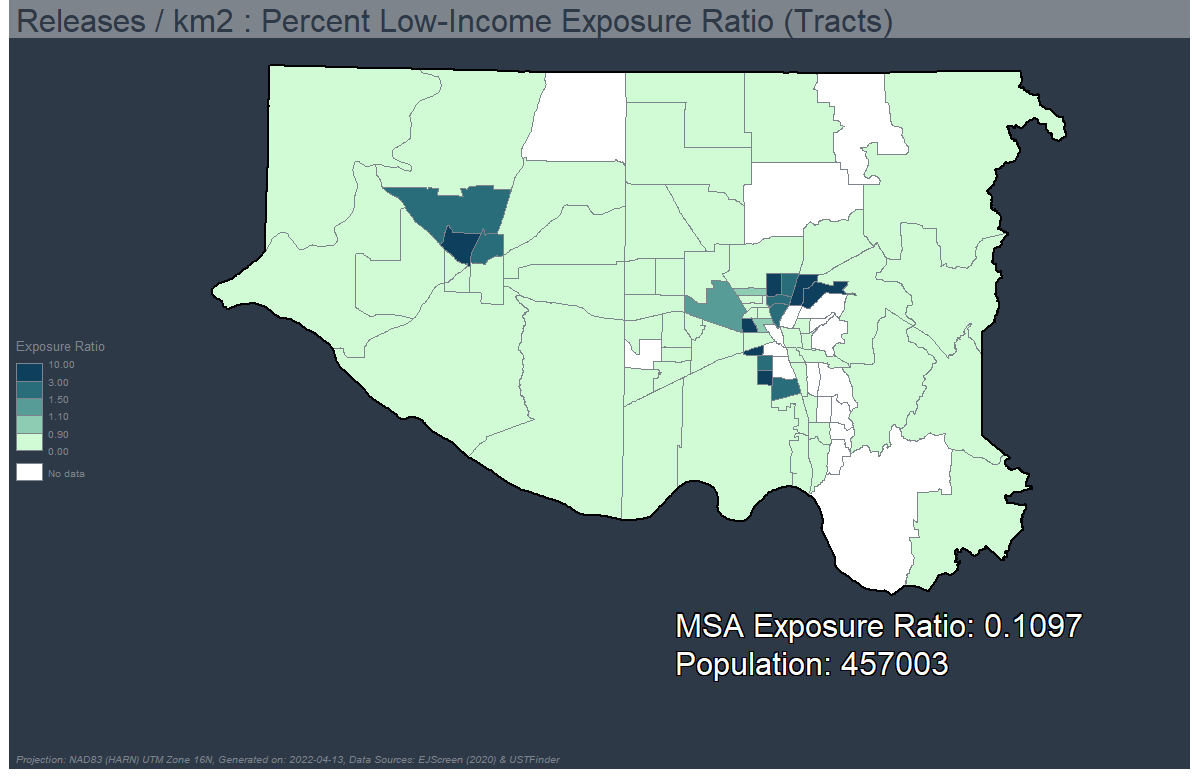 Releases / km2 : Percent Low-Income Exposure Ratio (Tracts)
Exposure Ratio
10.00
3.00
1.50
1.10
0.90
0.00
No data
MSA Exposure Ratio: 0.1097
Population: 457003
Projection: NAD83 (HARN) UTM Zone 16N, Generated on: 2022-04-13, Data Sources: EJScreen (2020) & USTFinder